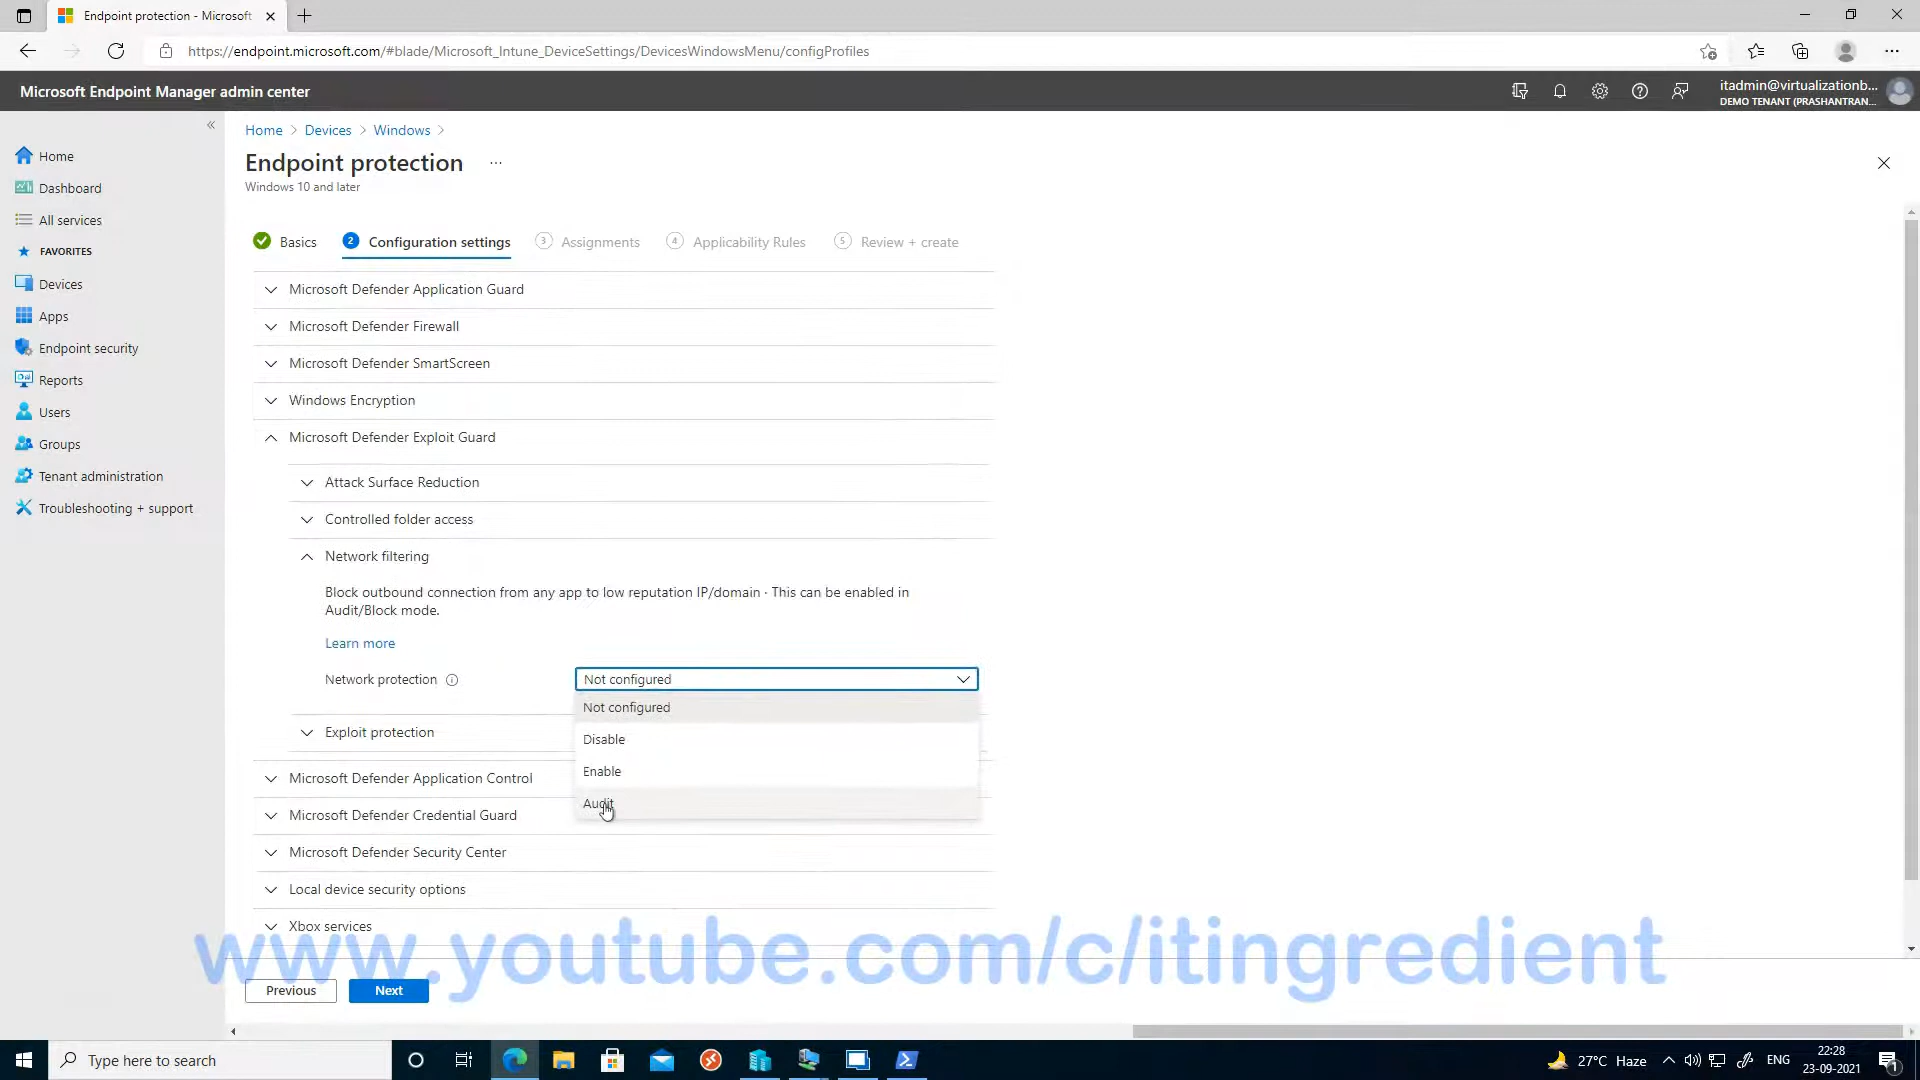 Endpoint protection - Microsoft
https://endpoint.microsoft.com/#blade/Microsoft_Intune_DeviceSettings/DevicesWindowsMenu/configProfiles
Microsoft Endpoint Manager admin center
itadmin@virtualizationb...
DEMO TENANT (PRASHANTRAN...
Home
Dashboard
All services
FAVORITES
Devices
Apps
Endpoint security
Reports
Users
Groups
Tenant administration
Troubleshooting + support
Home > Devices > Windows >
Endpoint protection ...
Windows 10 and later
Basics
2 Configuration settings
3 Assignments
4 Applicability Rules
5 Review + create
Microsoft Defender Application Guard
Microsoft Defender Firewall
Microsoft Defender SmartScreen
Windows Encryption
Microsoft Defender Exploit Guard
Attack Surface Reduction
Controlled folder access
Network filtering
Block outbound connection from any app to low reputation IP/domain · This can be enabled in
Audit/Block mode.
Learn more
Network protection
Not configured
Not configured
Disable
Enable
Audit
Exploit protection
Microsoft Defender Application Control
Microsoft Defender Credential Guard
Microsoft Defender Security Center
Local device security options
Xbox services
www.youtube.com/c/itingredient
Previous
Next
Type here to search
27°C Haze
ENG
22:28
23-09-2021
1